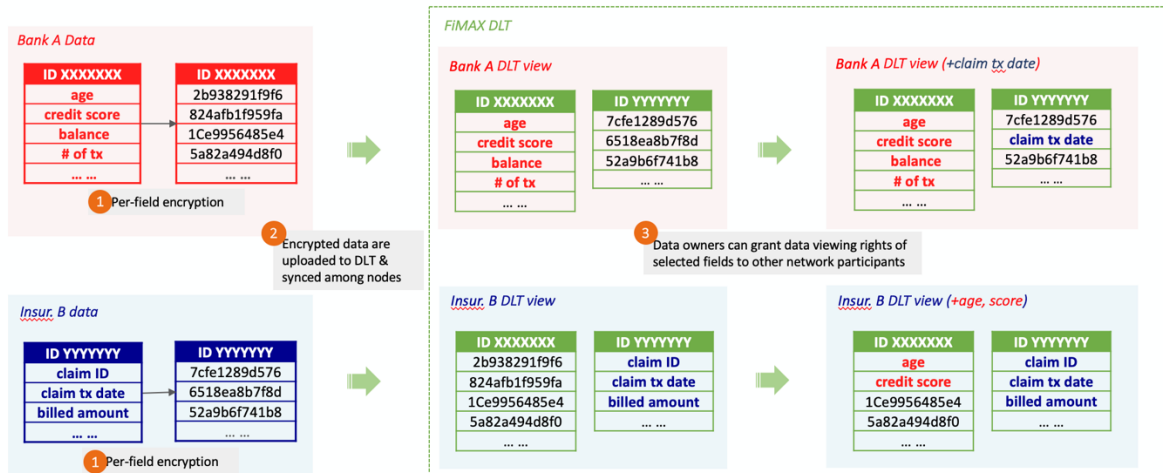 FiMAX DLT
Bank A Data
ID XXXXXXX
age
credit score
balance
# of tx
... ...
ID XXXXXXX
2b938291f9f6
824afb1f959fa
1Ce9956485e4
5a82a494d8f0
... ...
1 Per-field encryption
2 Encrypted data are
uploaded to DLT &
synced among nodes
Bank A DLT view
ID XXXXXXX
age
credit score
balance
# of tx
... ...
ID YYYYYYY
7cfe1289d576
6518ea8b7f8d
52a9b6f741b8
... ...
Bank A DLT view (+claim tx date)
ID XXXXXXX
age
credit score
balance
# of tx
... ...
ID YYYYYYY
7cfe1289d576
claim tx date
52a9b6f741b8
... ...
3 Data owners can grant data viewing rights of
selected fields to other network participants
Insur. B data
ID YYYYYYY
claim ID
claim tx date
billed amount
... ...
ID YYYYYYY
7cfe1289d576
6518ea8b7f8d
52a9b6f741b8
... ...
1 Per-field encryption
Insur. B DLT view
ID XXXXXXX
2b938291f9f6
824afb1f959fa
1Ce9956485e4
5a82a494d8f0
... ...
ID YYYYYYY
claim ID
claim tx date
billed amount
... ...
Insur. B DLT view (+age, score)
ID XXXXXXX
age
credit score
1Ce9956485e4
5a82a494d8f0
... ...
ID YYYYYYY
claim ID
claim tx date
billed amount
... ...